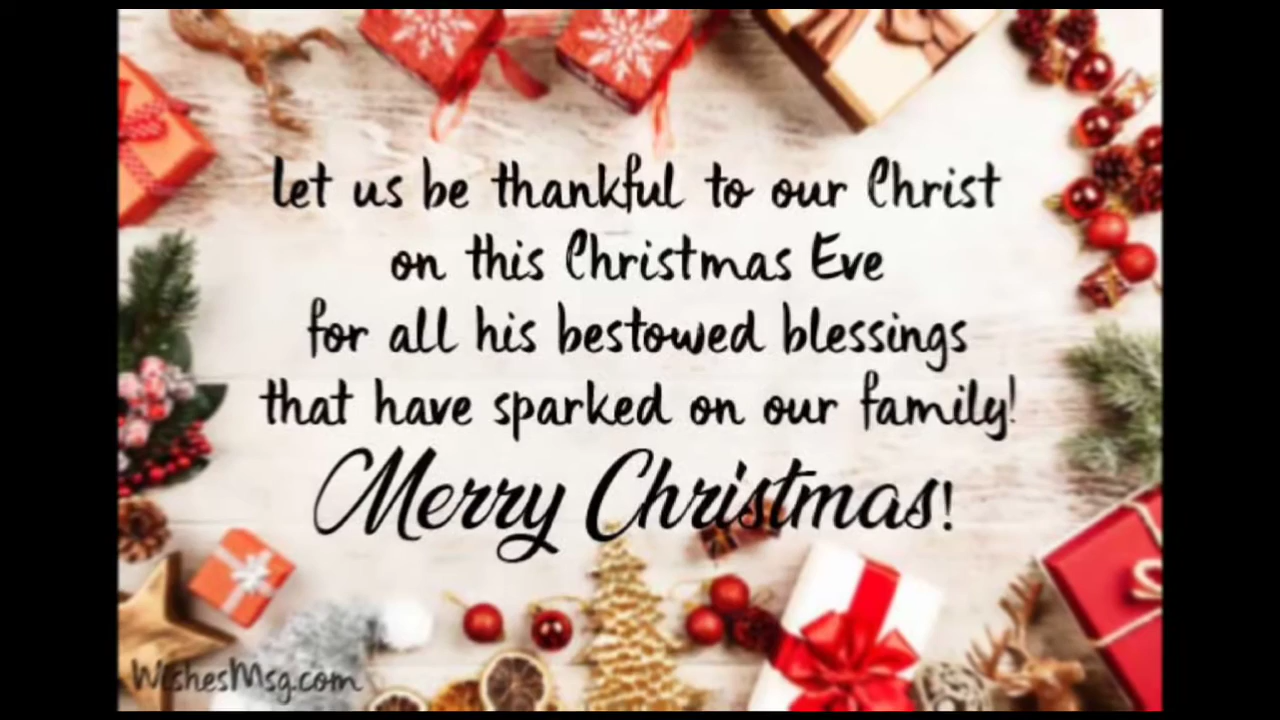 Let us be thankful to our Christ
on this Christmas Eve
for all his bestowed blessings
that have sparked on our family!
Merry Christmas!
WishesMsg.com